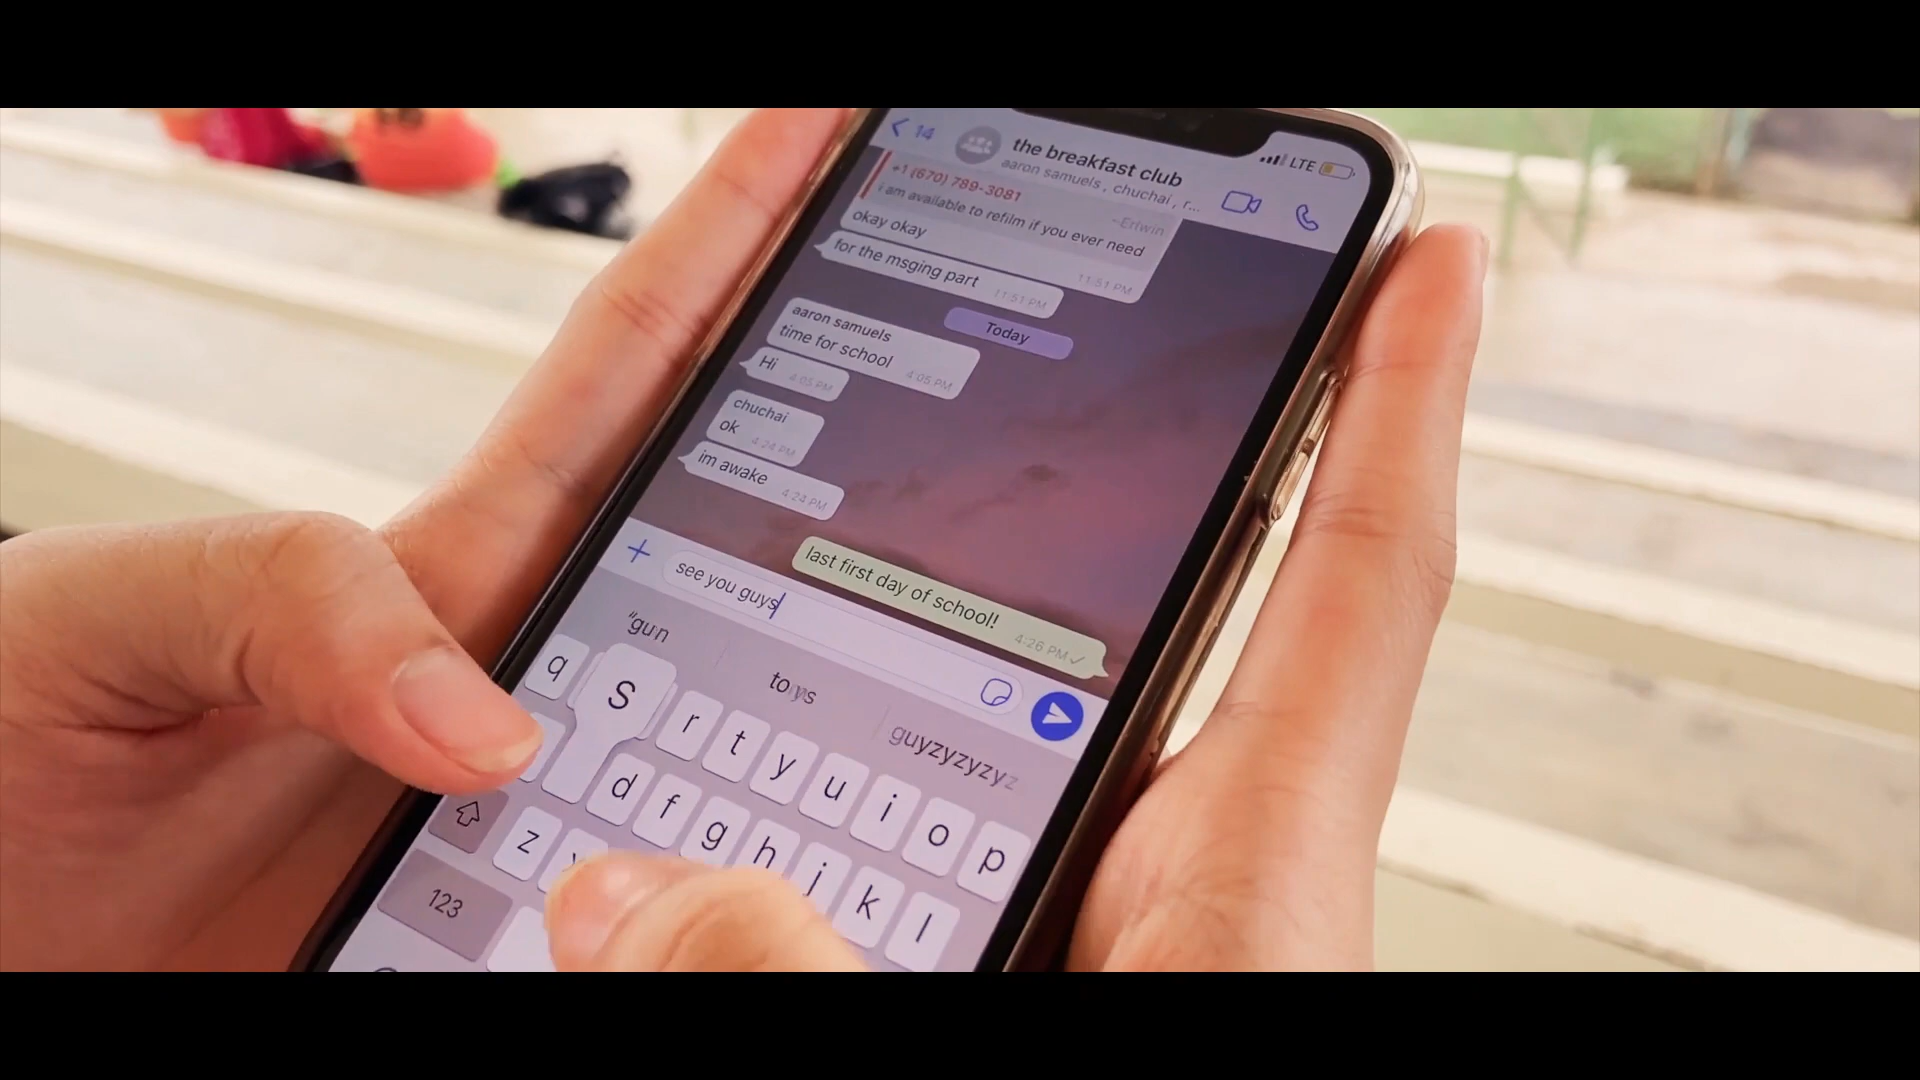 14
the breakfast club
LTE
aaron samuels, chuchai, r...
+1 (670) 789-3081
~Erlwin
i am available to refilm if you ever need
okay okay
11:51 PM
for the msging part
11:51 PM
Today
aaron samuels
time for school
4:05 PM
Hi
4:05 PM
chuchai
ok
4:24 PM
im awake
4:24 PM
last first day of school!
4:26 PM
see you guys
S
q r t y u i o p
d f g h j k l
z
123